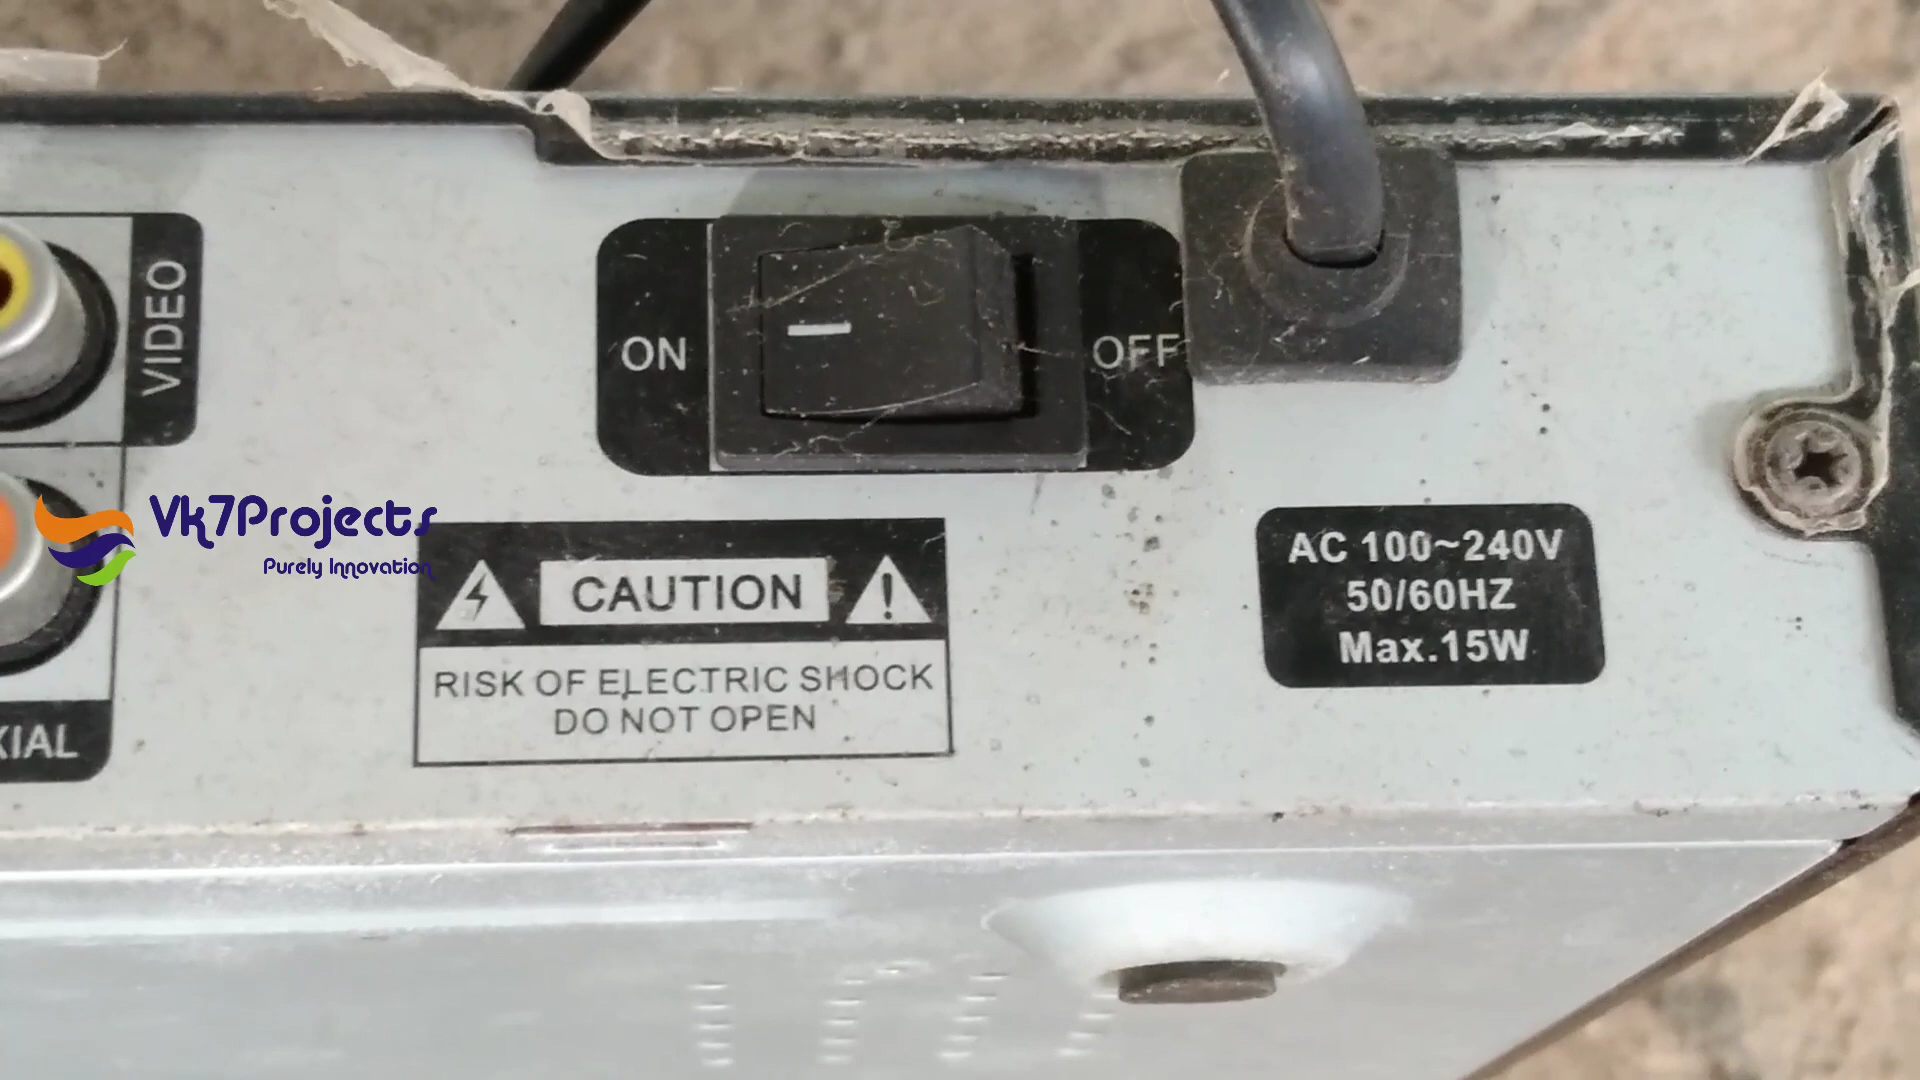 VIDEO
ON
OFF
Vk7Projects
Purely Innovation
CAUTION
RISK OF ELECTRIC SHOCK
DO NOT OPEN
AC 100~240V
50/60HZ
Max.15W
XIAL